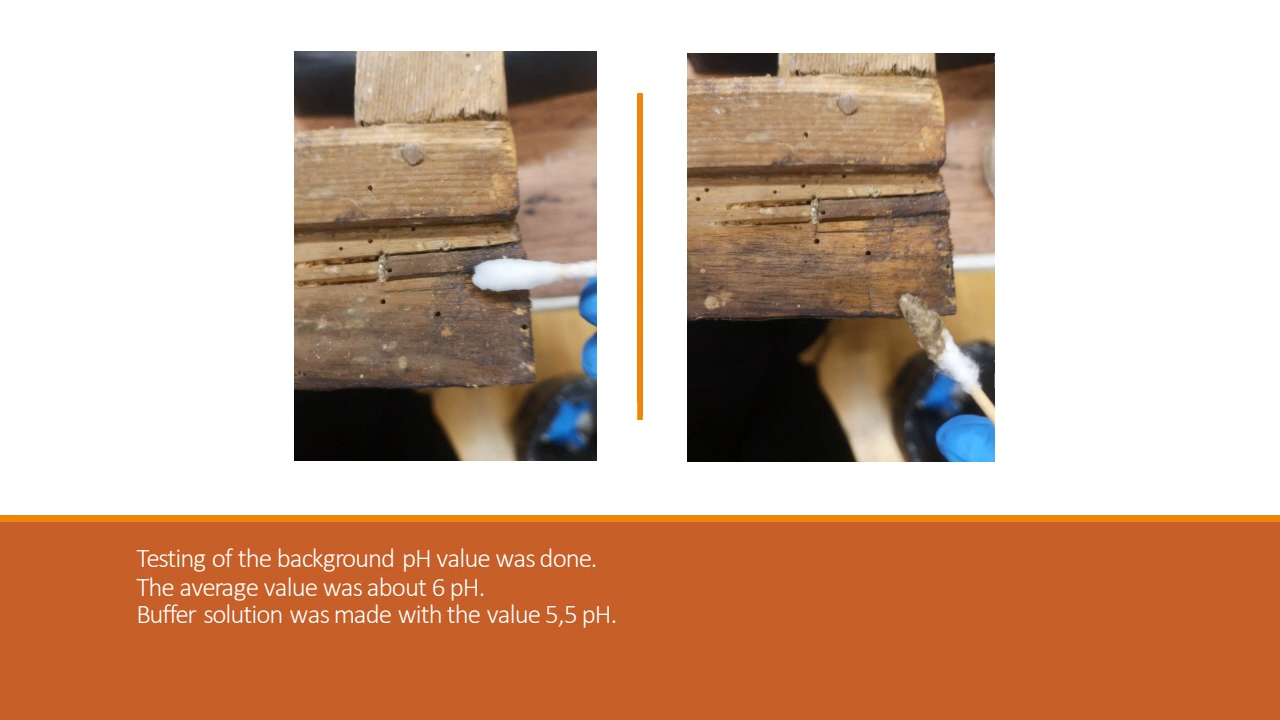 Testing of the background pH value was done.
The average value was about 6 pH.
Buffer solution was made with the value 5,5 pH.